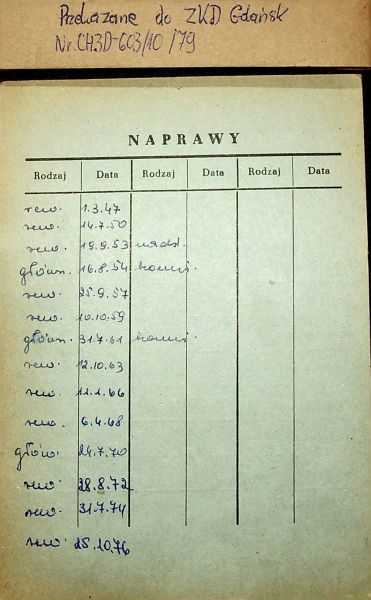 Przekazane do ZKD Gdańsk
Nr. CH3D-603/10/79
NAPRAWY
Rodzaj Data Rodzaj Data Rodzaj Data
rew. 1.3.47
rew. 14.7.50
rew. 19.9.53
główn. 16.8.54
rew. 25.9.57
rew. 10.10.59
główn. 31.7.61
rew. 12.10.63
rew. 11.1.66
rew. 6.4.68
główn. 24.7.70
rew. 28.8.72
rew. 31.7.74
rew. 25.10.76